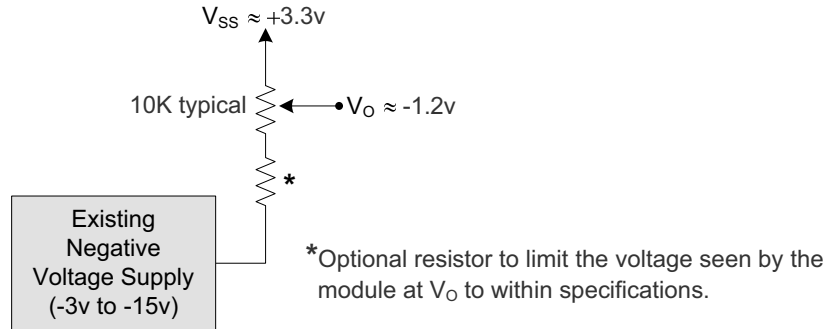 V_SS ≈ +3.3v
10K typical
V_O ≈ -1.2v
*
Existing
Negative
Voltage Supply
(-3v to -15v)
*Optional resistor to limit the voltage seen by the
module at V_O to within specifications.